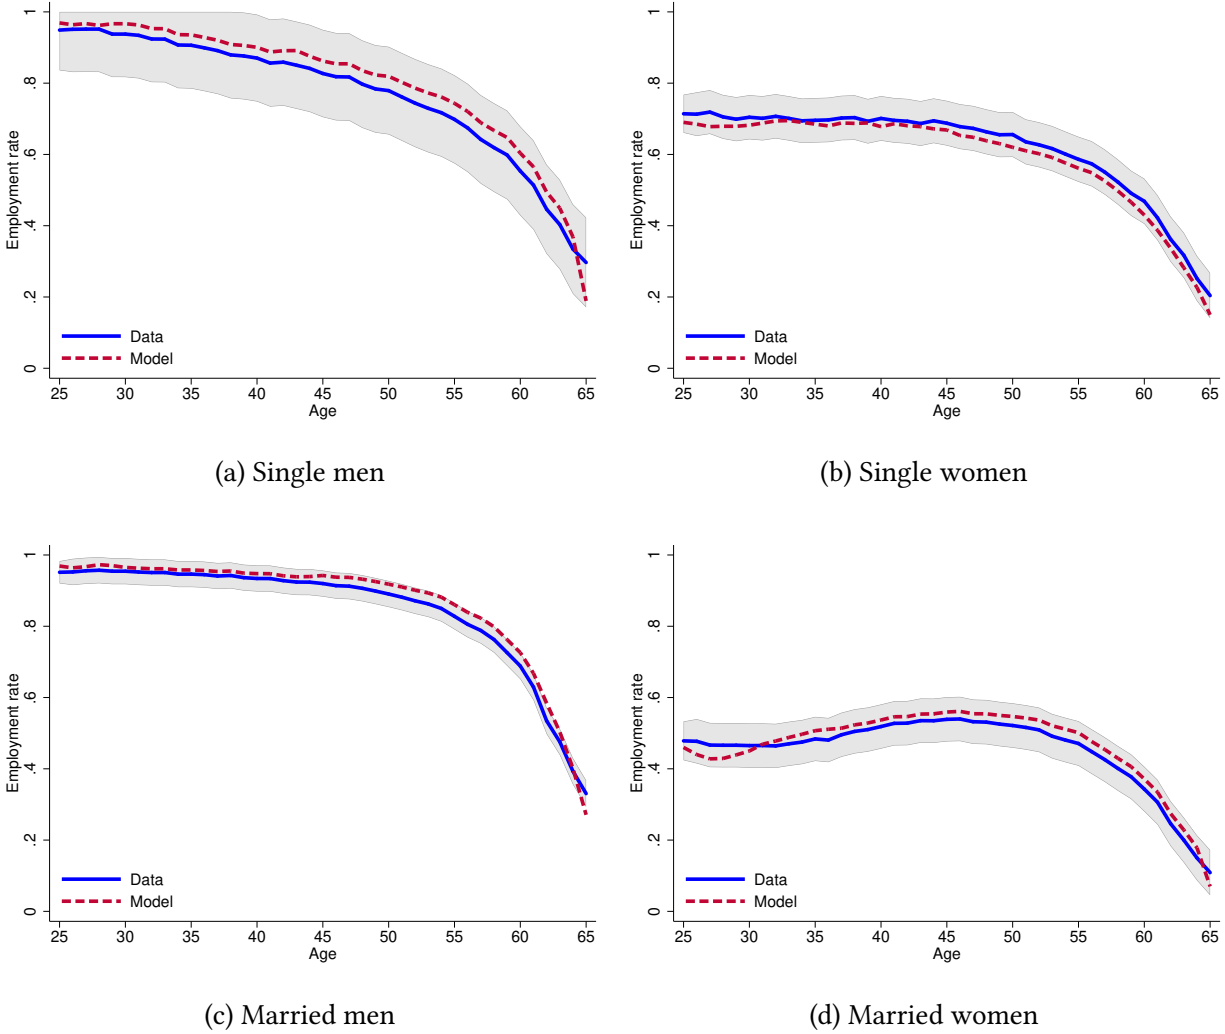 Employment rate
0 .2 .4 .6 .8 1
Data
Model
25 30 35 40 45 50 55 60 65
Age
(a) Single men
Employment rate
0 .2 .4 .6 .8 1
Data
Model
25 30 35 40 45 50 55 60 65
Age
(b) Single women
Employment rate
0 .2 .4 .6 .8 1
Data
Model
25 30 35 40 45 50 55 60 65
Age
(c) Married men
Employment rate
0 .2 .4 .6 .8 1
Data
Model
25 30 35 40 45 50 55 60 65
Age
(d) Married women